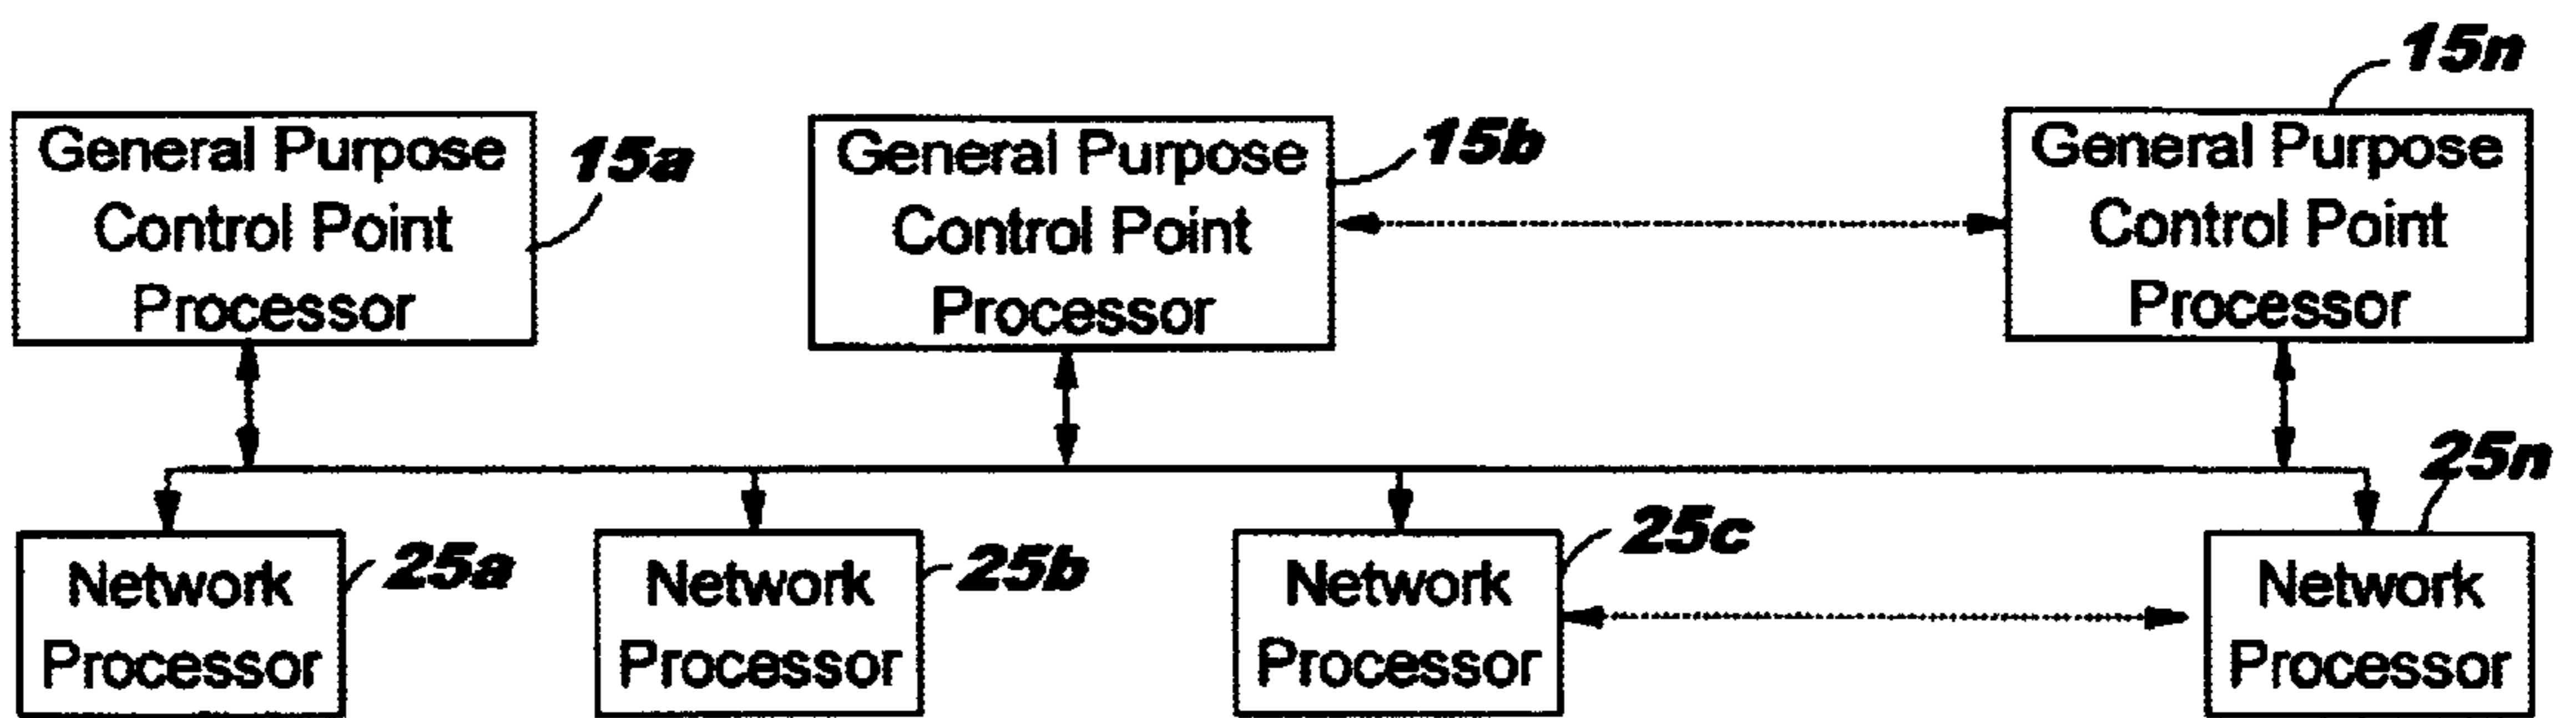 15n
General Purpose
Control Point
Processor
15a
General Purpose
Control Point
Processor
15b
General Purpose
Control Point
Processor
25n
Network
Processor
25a
Network
Processor
25b
Network
Processor
25c
Network
Processor